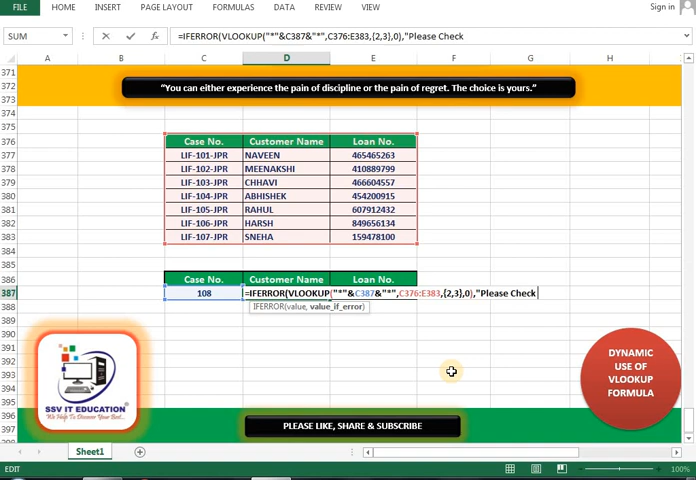 FILE HOME INSERT PAGE LAYOUT FORMULAS DATA REVIEW VIEW Sign in
SUM =IFERROR(VLOOKUP("*"&C387&"*",C376:E383,{2,3},0),"Please Check
A B C D E F G H
371
372 “You can either experience the pain of discipline or the pain of regret. The choice is yours.”
373
374
375
376 Case No. Customer Name Loan No.
377 LIF-101-JPR NAVEEN 465465263
378 LIF-102-JPR MEENAKSHI 410889799
379 LIF-103-JPR CHHAVI 466604557
380 LIF-104-JPR ABHISHEK 454200915
381 LIF-105-JPR RAHUL 607912432
382 LIF-106-JPR HARSH 849656134
383 LIF-107-JPR SNEHA 159478100
384
385
386 Case No. Customer Name Loan No.
387 108 =IFERROR(VLOOKUP("*"&C387&"*",C376:E383,{2,3},0),"Please Check
388 IFERROR(value, value_if_error)
389
390
391
392
393
394
395
396
397
398
DYNAMIC
USE OF
VLOOKUP
FORMULA
SSV IT EDUCATION
We Help To Discover Your Best...
PLEASE LIKE, SHARE & SUBSCRIBE
Sheet1
EDIT 100%